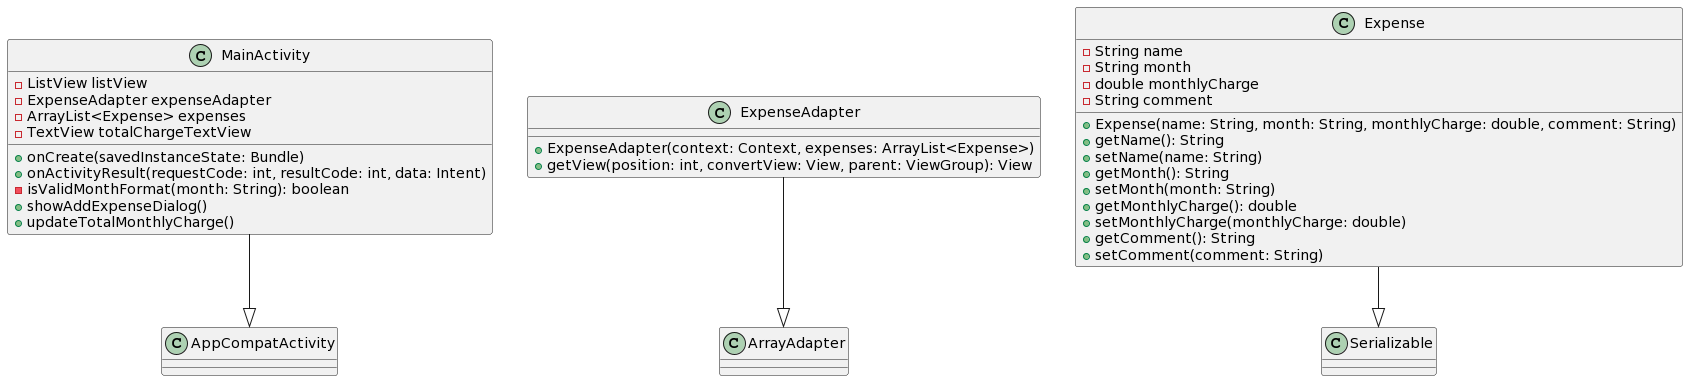 C MainActivity
ListView listView
ExpenseAdapter expenseAdapter
ArrayList<Expense> expenses
TextView totalChargeTextView
onCreate(savedInstanceState: Bundle)
onActivityResult(requestCode: int, resultCode: int, data: Intent)
isValidMonthFormat(month: String): boolean
showAddExpenseDialog()
updateTotalMonthlyCharge()
C ExpenseAdapter
ExpenseAdapter(context: Context, expenses: ArrayList<Expense>)
getView(position: int, convertView: View, parent: ViewGroup): View
C Expense
String name
String month
double monthlyCharge
String comment
Expense(name: String, month: String, monthlyCharge: double, comment: String)
getName(): String
setName(name: String)
getMonth(): String
setMonth(month: String)
getMonthlyCharge(): double
setMonthlyCharge(monthlyCharge: double)
getComment(): String
setComment(comment: String)
C AppCompatActivity
C ArrayAdapter
C Serializable